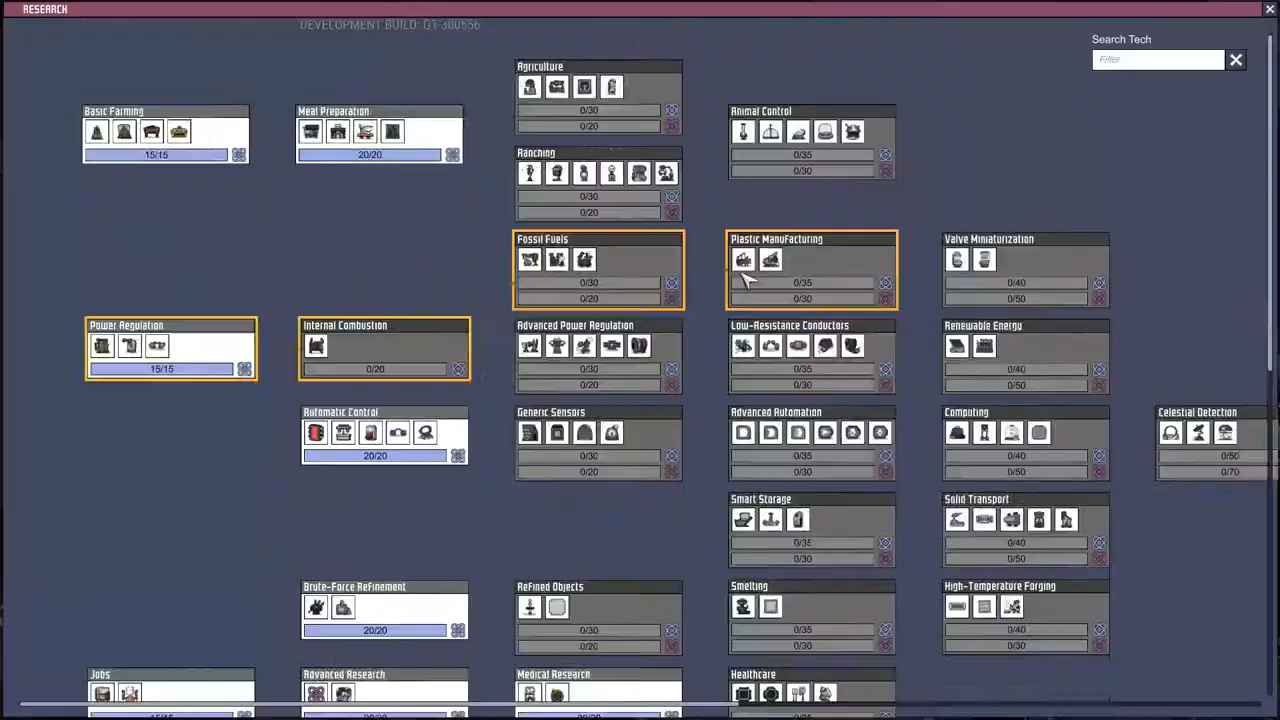 RESEARCH
DEVELOPMENT BUILD: Q1-300556
Search Tech
Filter
Agriculture
0/30
0/20
Basic Farming
15/15
Meal Preparation
20/20
Animal Control
0/35
0/30
Ranching
0/30
0/20
Fossil Fuels
0/30
0/20
Plastic Manufacturing
0/35
0/30
Valve Miniaturization
0/40
0/50
Power Regulation
15/15
Internal Combustion
0/20
Advanced Power Regulation
0/30
0/20
Low-Resistance Conductors
0/35
0/30
Renewable Energy
0/40
0/50
Automatic Control
20/20
Generic Sensors
0/30
0/20
Advanced Automation
0/35
0/30
Computing
0/40
0/50
Celestial Detection
0/50
0/70
Smart Storage
0/35
0/30
Solid Transport
0/40
0/50
Brute-Force Refinement
20/20
Refined Objects
0/30
0/20
Smelting
0/35
0/30
High-Temperature Forging
0/40
0/30
Jobs
Advanced Research
Medical Research
Healthcare